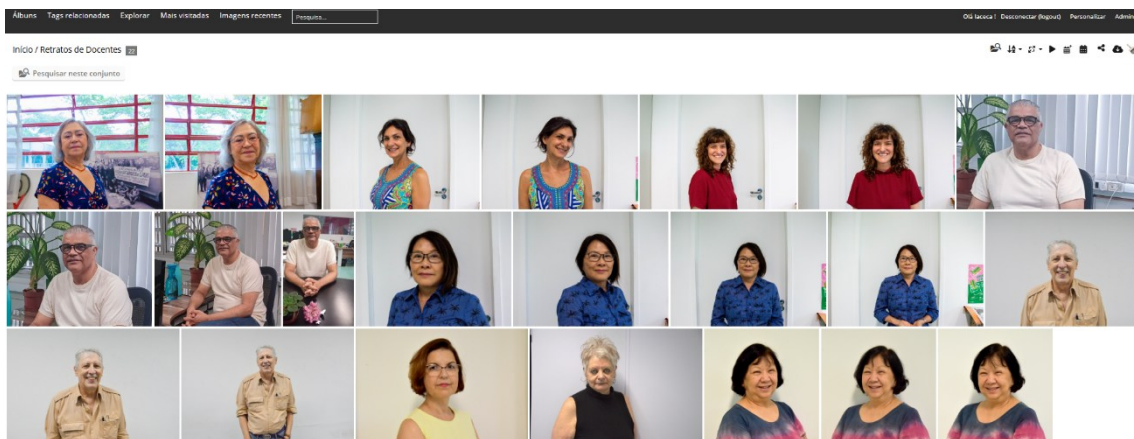 Álbuns Tags relacionadas Explorar Mais visitadas Imagens recentes Pesquisa... Olá laceca ! Desconectar (logout) Personalizar Admin
Início / Retratos de Docentes 22
Pesquisar neste conjunto